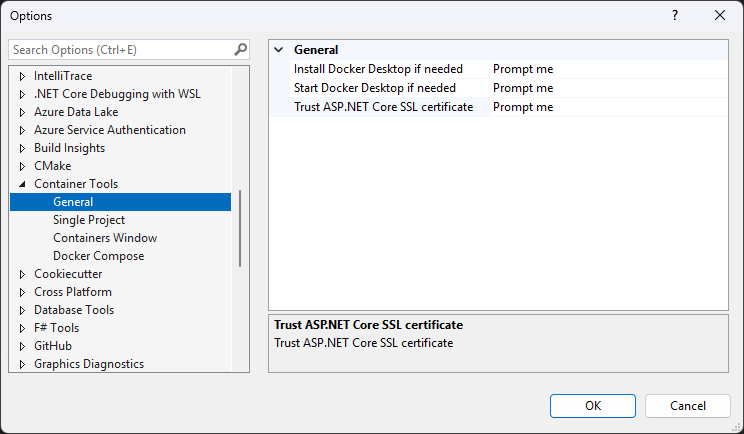 Options
?
Search Options (Ctrl+E)
IntelliTrace
.NET Core Debugging with WSL
Azure Data Lake
Azure Service Authentication
Build Insights
CMake
Container Tools
General
Single Project
Containers Window
Docker Compose
Cookiecutter
Cross Platform
Database Tools
F# Tools
GitHub
Graphics Diagnostics
General
Install Docker Desktop if needed Prompt me
Start Docker Desktop if needed Prompt me
Trust ASP.NET Core SSL certificate Prompt me
Trust ASP.NET Core SSL certificate
Trust ASP.NET Core SSL certificate
OK Cancel